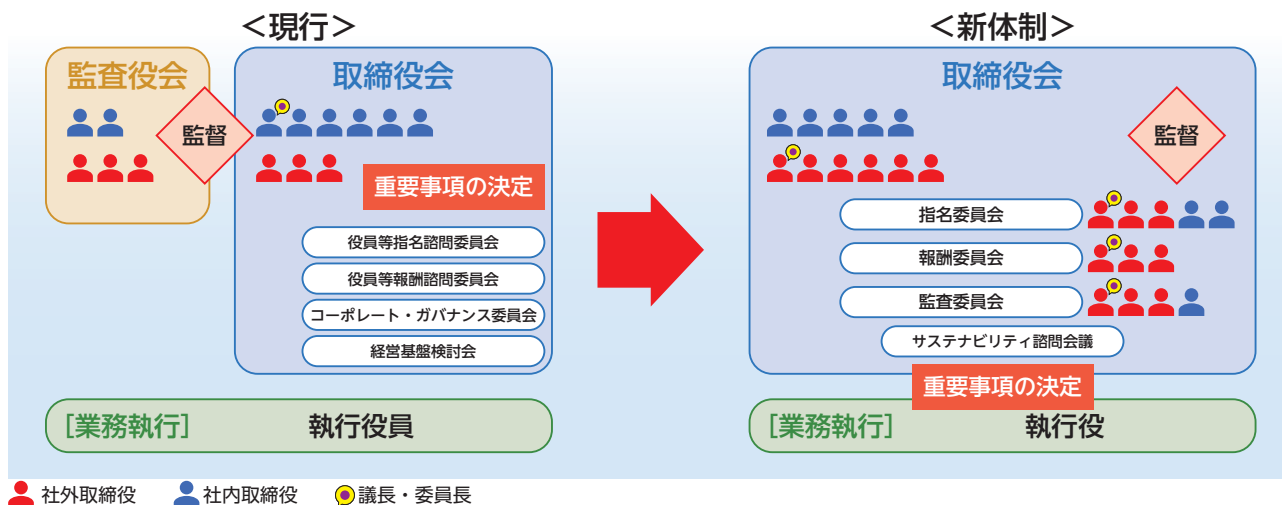 ＜現行＞
監査役会
取締役会
監督
重要事項の決定
役員等指名諮問委員会
役員等報酬諮問委員会
コーポレート・ガバナンス委員会
経営基盤検討会
［業務執行］ 執行役員
＜新体制＞
取締役会
監督
指名委員会
報酬委員会
監査委員会
サステナビリティ諮問会議
重要事項の決定
［業務執行］ 執行役
社外取締役 社内取締役 議長・委員長